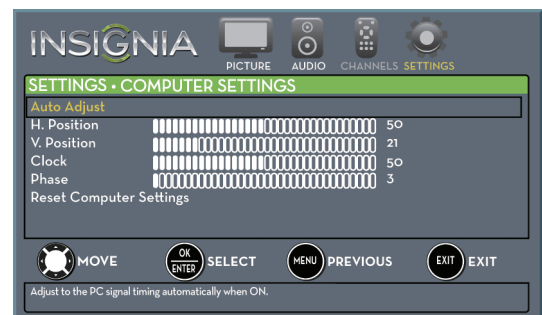 INSIGNIA
PICTURE AUDIO CHANNELS SETTINGS
SETTINGS • COMPUTER SETTINGS
Auto Adjust
H. Position 50
V. Position 21
Clock 50
Phase 3
Reset Computer Settings
MOVE OK ENTER SELECT MENU PREVIOUS EXIT EXIT
Adjust to the PC signal timing automatically when ON.